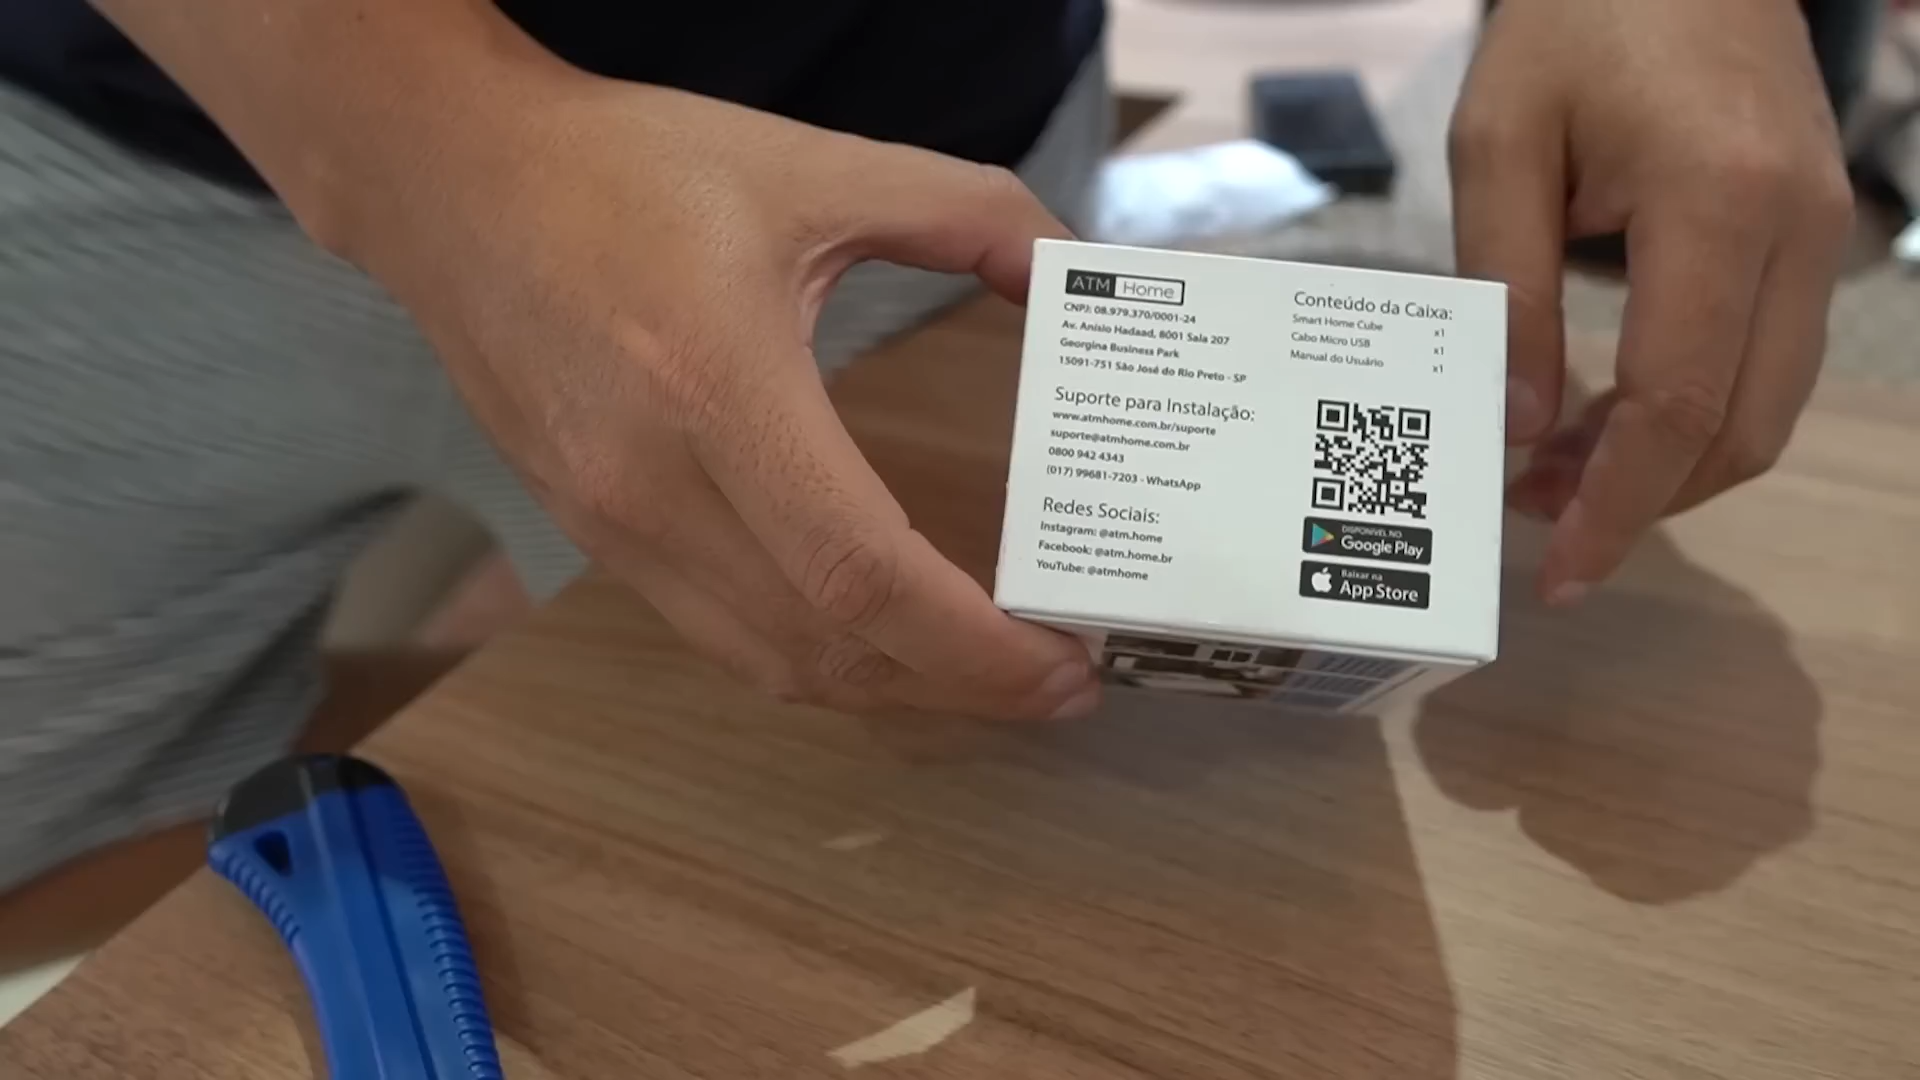 ATM Home
CNPJ: 08.979.370/0001-24
Av. Anísio Hadaad, 8001 Sala 207
Georgina Business Park
15091-751 São José do Rio Preto - SP
Suporte para Instalação:
www.atmhome.com.br/suporte
suporte@atmhome.com.br
0800 942 4343
(017) 99681-7203 - WhatsApp
Redes Sociais:
Instagram: @atm.home
Facebook: @atm.home.br
YouTube: @atmhome
Conteúdo da Caixa:
Smart Home Cube x1
Cabo Micro USB x1
Manual do Usuário x1
DISPONÍVEL NO
Google Play
Baixar na
App Store